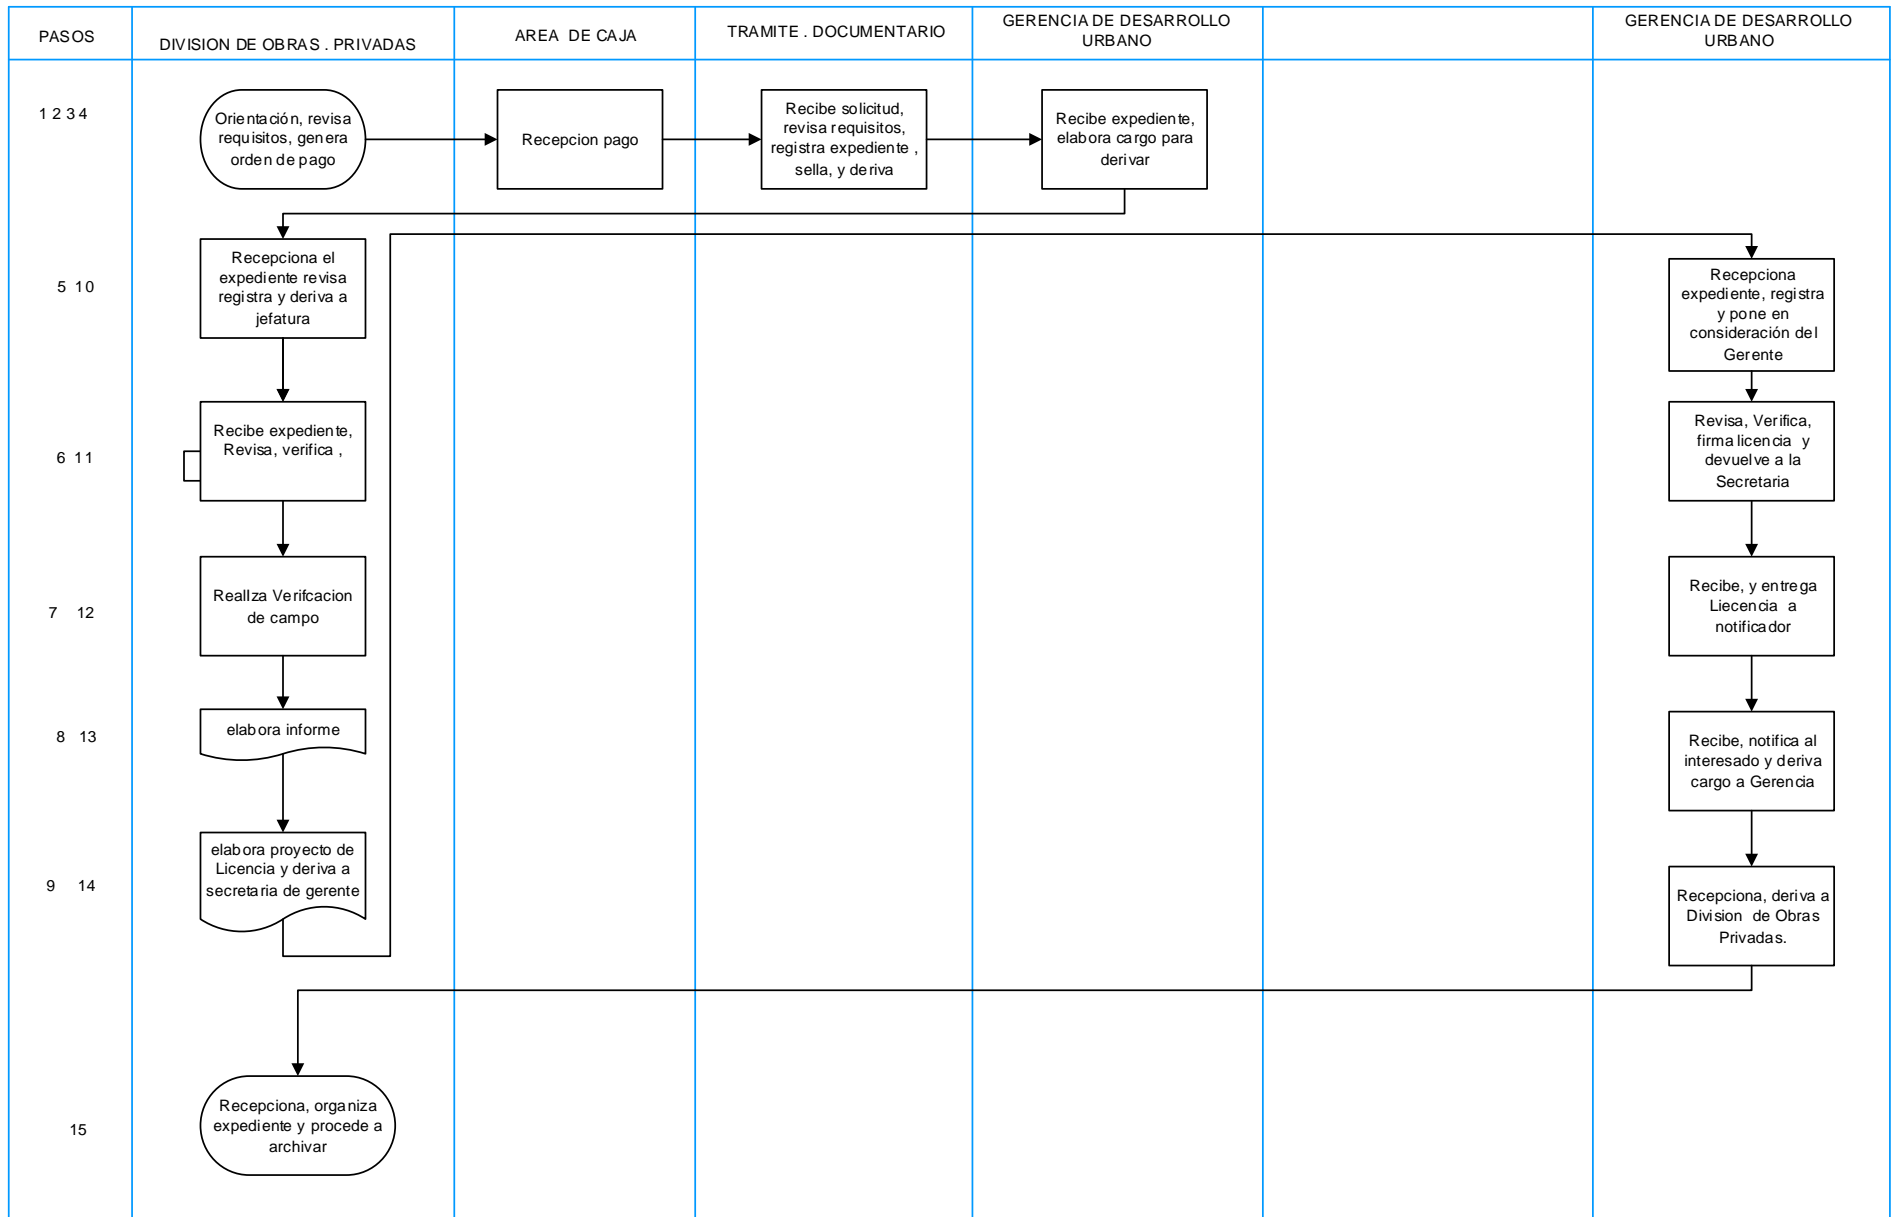 PASOS
DIVISION DE OBRAS . PRIVADAS
AREA DE CAJA
TRAMITE . DOCUMENTARIO
GERENCIA DE DESARROLLO
URBANO
GERENCIA DE DESARROLLO
URBANO
1 2 3 4
Orientación, revisa
requisitos, genera
orden de pago
Recepcion pago
Recibe solicitud,
revisa requisitos,
registra expediente ,
sella, y deriva
Recibe expediente,
elabora cargo para
derivar
5 10
Recepciona el
expediente revisa
registra y deriva a
jefatura
Recepciona
expediente, registra
y pone en
consideración del
Gerente
6 11
Recibe expediente,
Revisa, verifica ,
Revisa, Verifica,
firma licencia y
devuelve a la
Secretaria
7 12
ReaIIza Verifcacion
de campo
Recibe, y entrega
Liecencia a
notificador
8 13
elabora informe
Recibe, notifica al
interesado y deriva
cargo a Gerencia
9 14
elabora proyecto de
Licencia y deriva a
secretaria de gerente
Recepciona, deriva a
Division de Obras
Privadas.
15
Recepciona, organiza
expediente y procede a
archivar